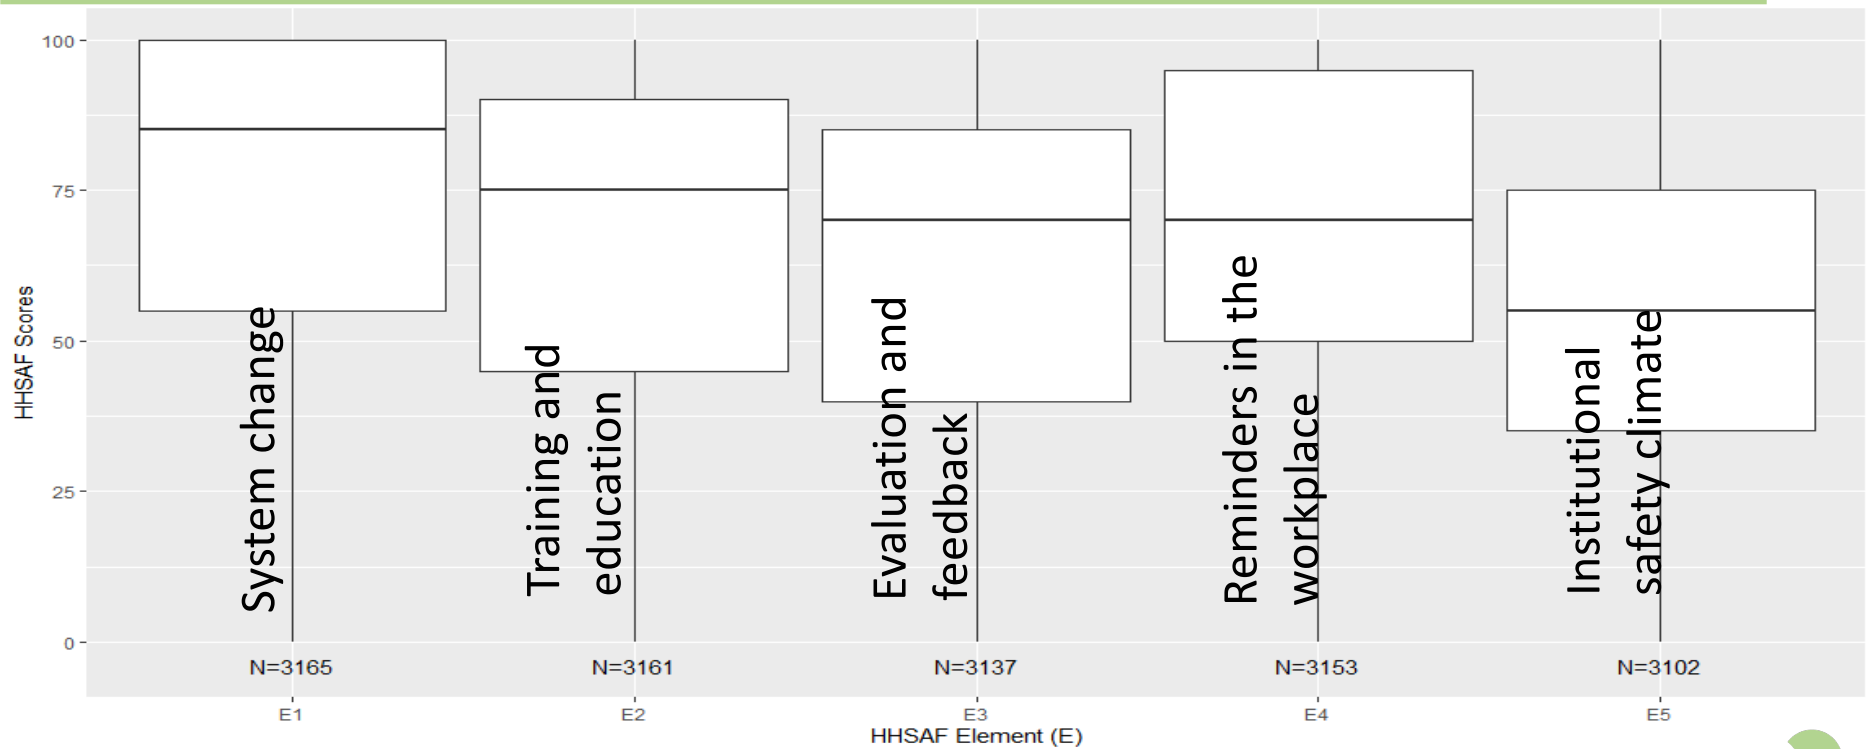 100
75
50
25
0
HHSAF Scores
System change
Training and
education
Evaluation and
feedback
Reminders in the
workplace
Institutional
safety climate
N=3165
N=3161
N=3137
N=3153
N=3102
E1
E2
E3
E4
E5
HHSAF Element (E)